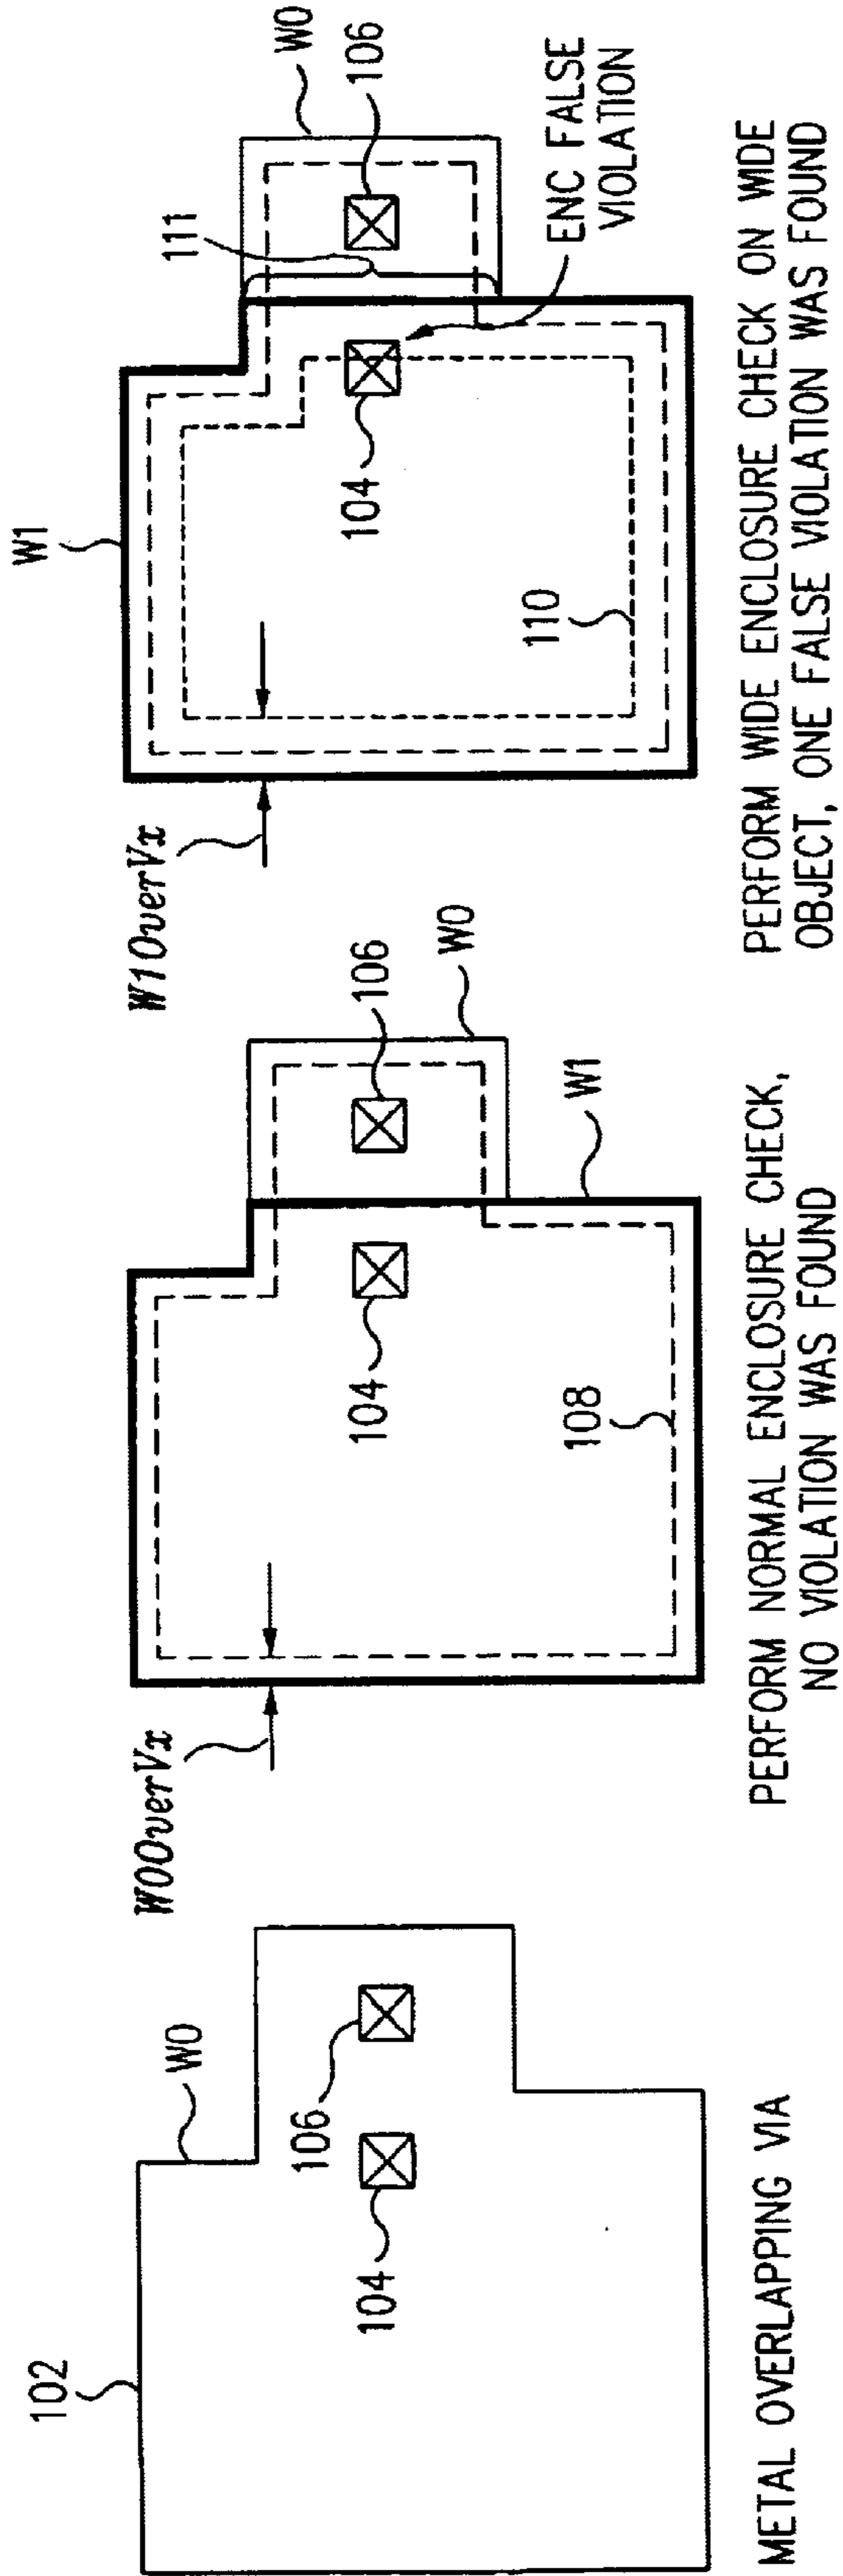 102
W0
106
104
METAL OVERLAPPING VIA
W0OverVx
106
W0
104
108
W1
PERFORM NORMAL ENCLOSURE CHECK,
NO VIOLATION WAS FOUND
W1OverVx
W1
111
W0
106
104
110
ENC FALSE
VIOLATION
PERFORM WIDE ENCLOSURE CHECK ON WIDE
OBJECT, ONE FALSE VIOLATION WAS FOUND